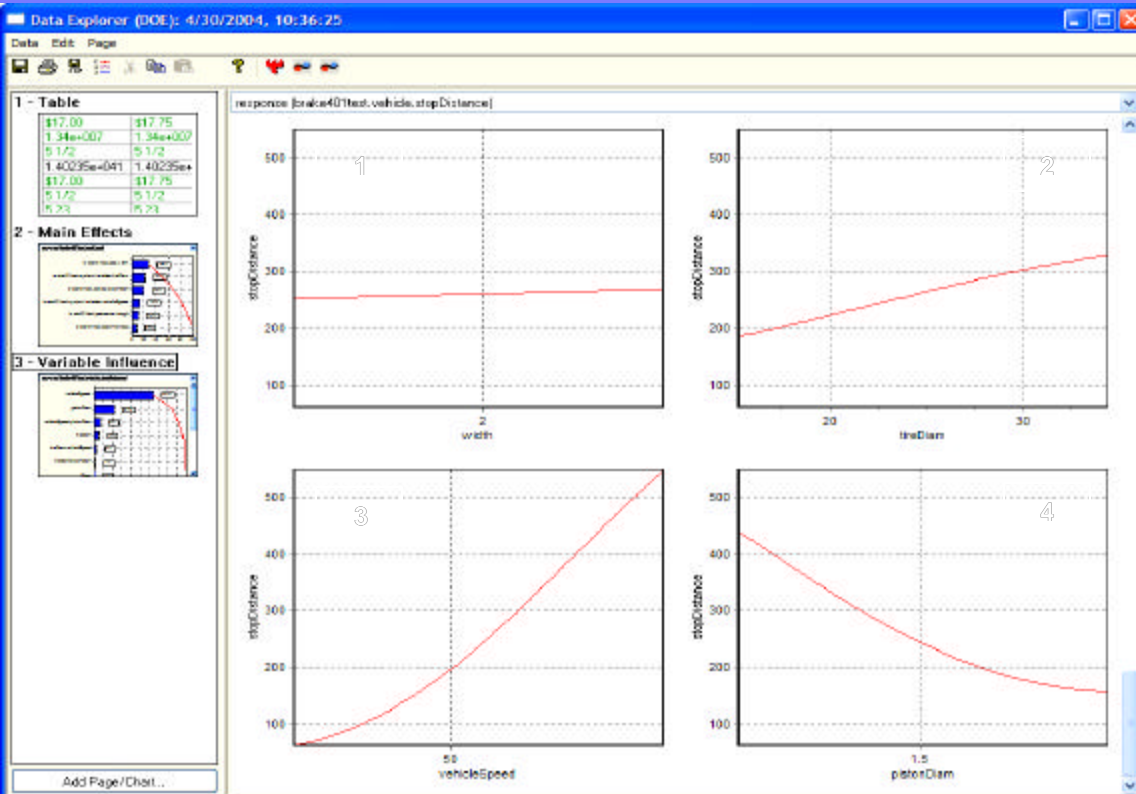 Data Explorer (DOE): 4/30/2004, 10:36:25
Data Edit Page
1 - Table
$17.00 $17.75
1.34e+007 1.34e+007
5 1/2 5 1/2
1.40235e+041 1.40235e+
$17.00 $17.75
5 1/2 5 1/2
5.23 5.23
2 - Main Effects
3 - Variable Influence
Add Page/Chart...
response [brake401test.vehicle.stopDistance]
1
500
400
300
200
100
stopDistance
2
width
2
500
400
300
200
100
stopDistance
20 30
tireDiam
3
500
400
300
200
100
stopDistance
50
vehicleSpeed
4
500
400
300
200
100
stopDistance
1.5
pistonDiam